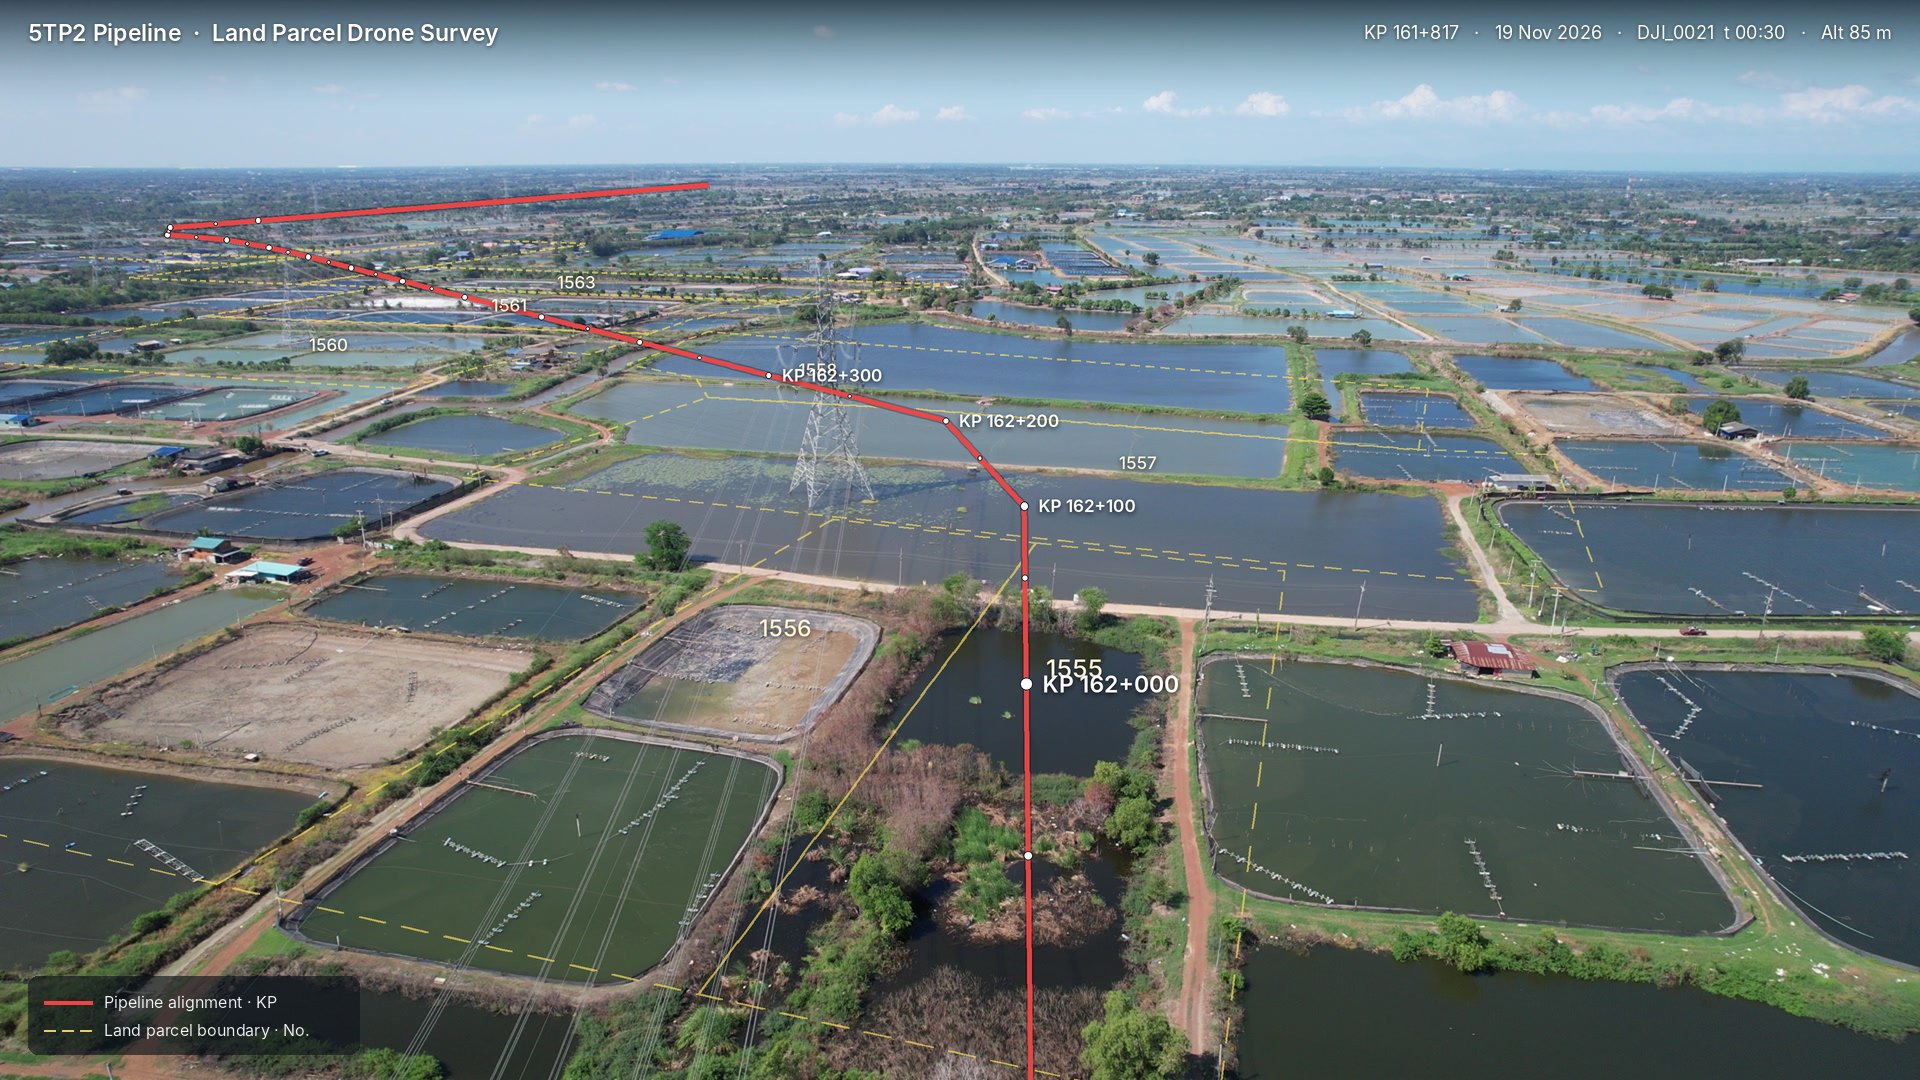 5TP2 Pipeline · Land Parcel Drone Survey
KP 161+817 · 19 Nov 2026 · DJI_0021 t 00:30 · Alt 85 m
1563
1561
1560
KP 162+300
KP 162+200
1557
KP 162+100
1556
1555
KP 162+000
Pipeline alignment · KP
Land parcel boundary · No.